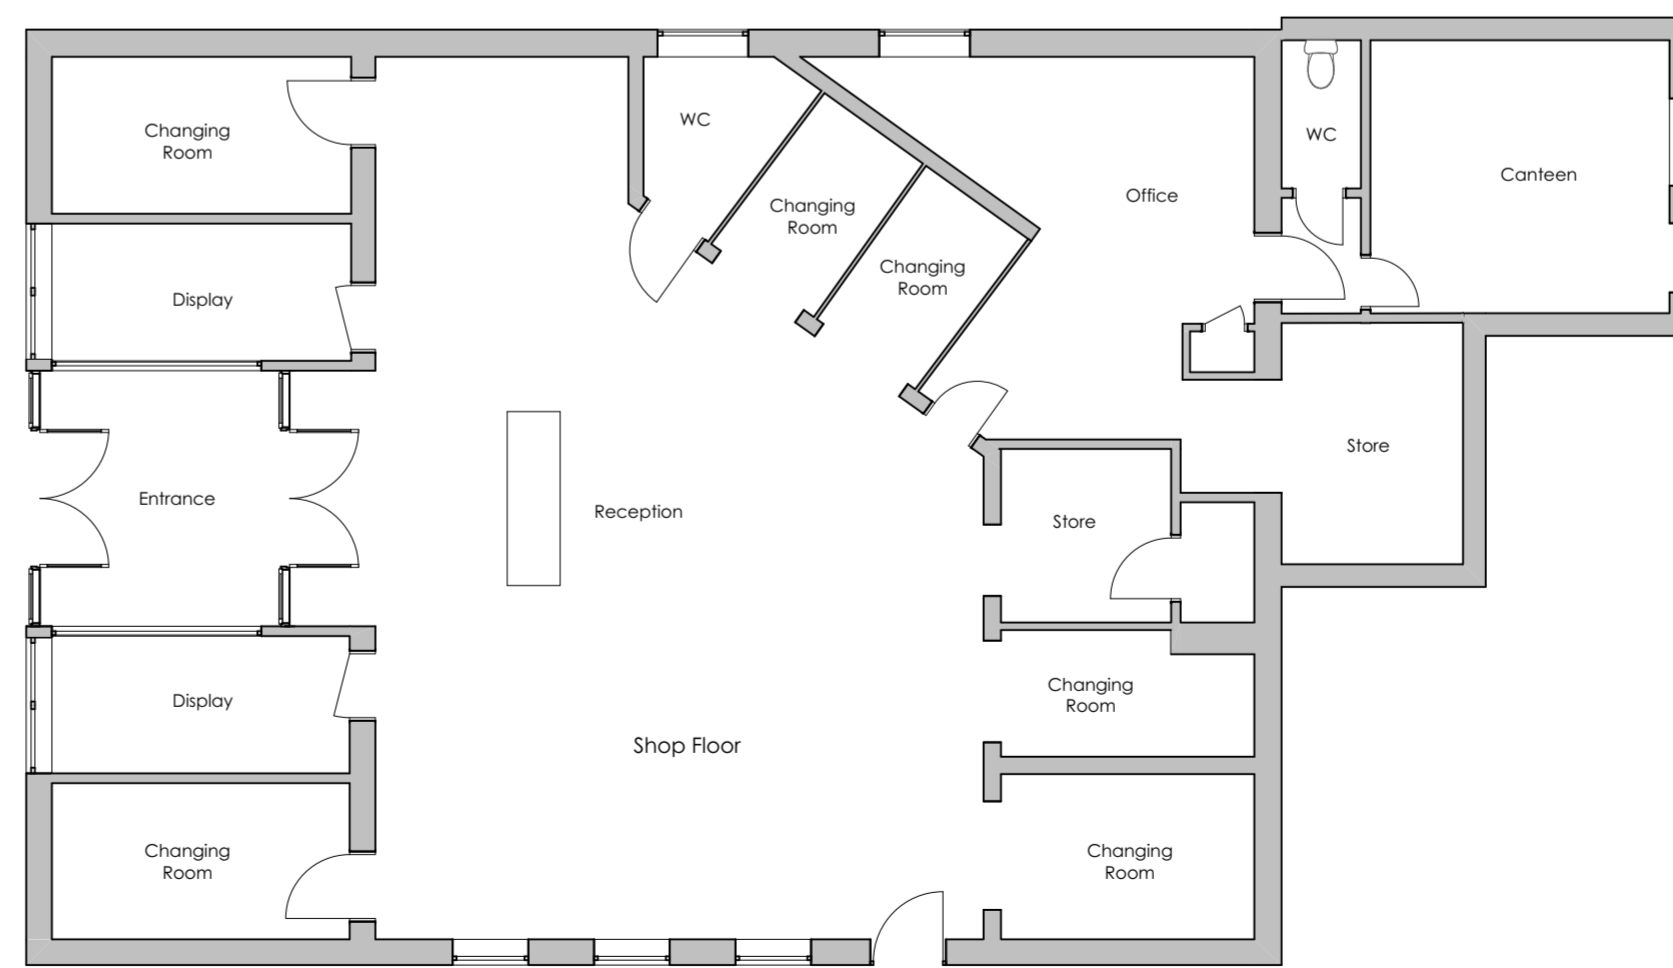 Changing
Room
WC
WC
Canteen
Office
Changing
Room
Changing
Room
Display
Store
Entrance
Reception
Store
Display
Changing
Room
Shop Floor
Changing
Room
Changing
Room